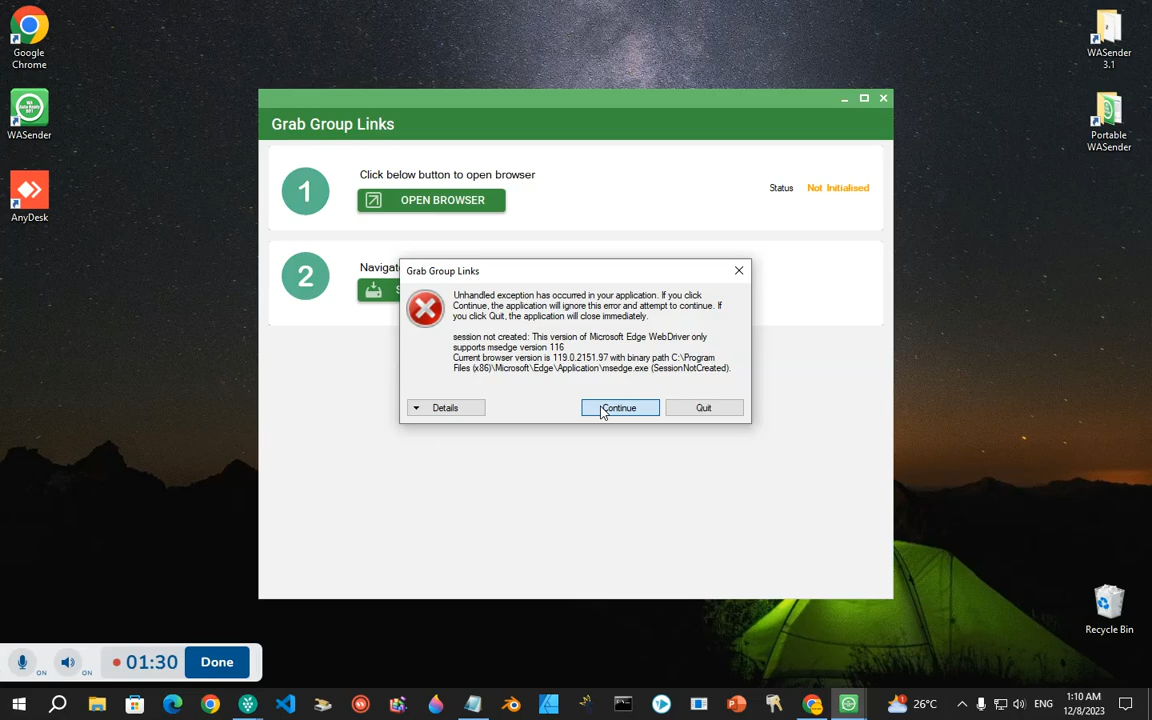 Google
Chrome
WA
WASender
AnyDesk
WASender
3.1
Portable
WASender
Recycle Bin
Grab Group Links
1
Click below button to open browser
OPEN BROWSER
Status
Not Initialised
2
Navigat
S
Grab Group Links
Unhandled exception has occurred in your application. If you click
Continue, the application will ignore this error and attempt to continue. If
you click Quit, the application will close immediately.
session not created: This version of Microsoft Edge WebDriver only
supports msedge version 116
Current browser version is 119.0.2151.97 with binary path C:\Program
Files (x86)\Microsoft\Edge\Application\msedge.exe (SessionNotCreated).
Details
Continue
Quit
ON
ON
01:30
Done
26°C
ENG
1:10 AM
12/8/2023